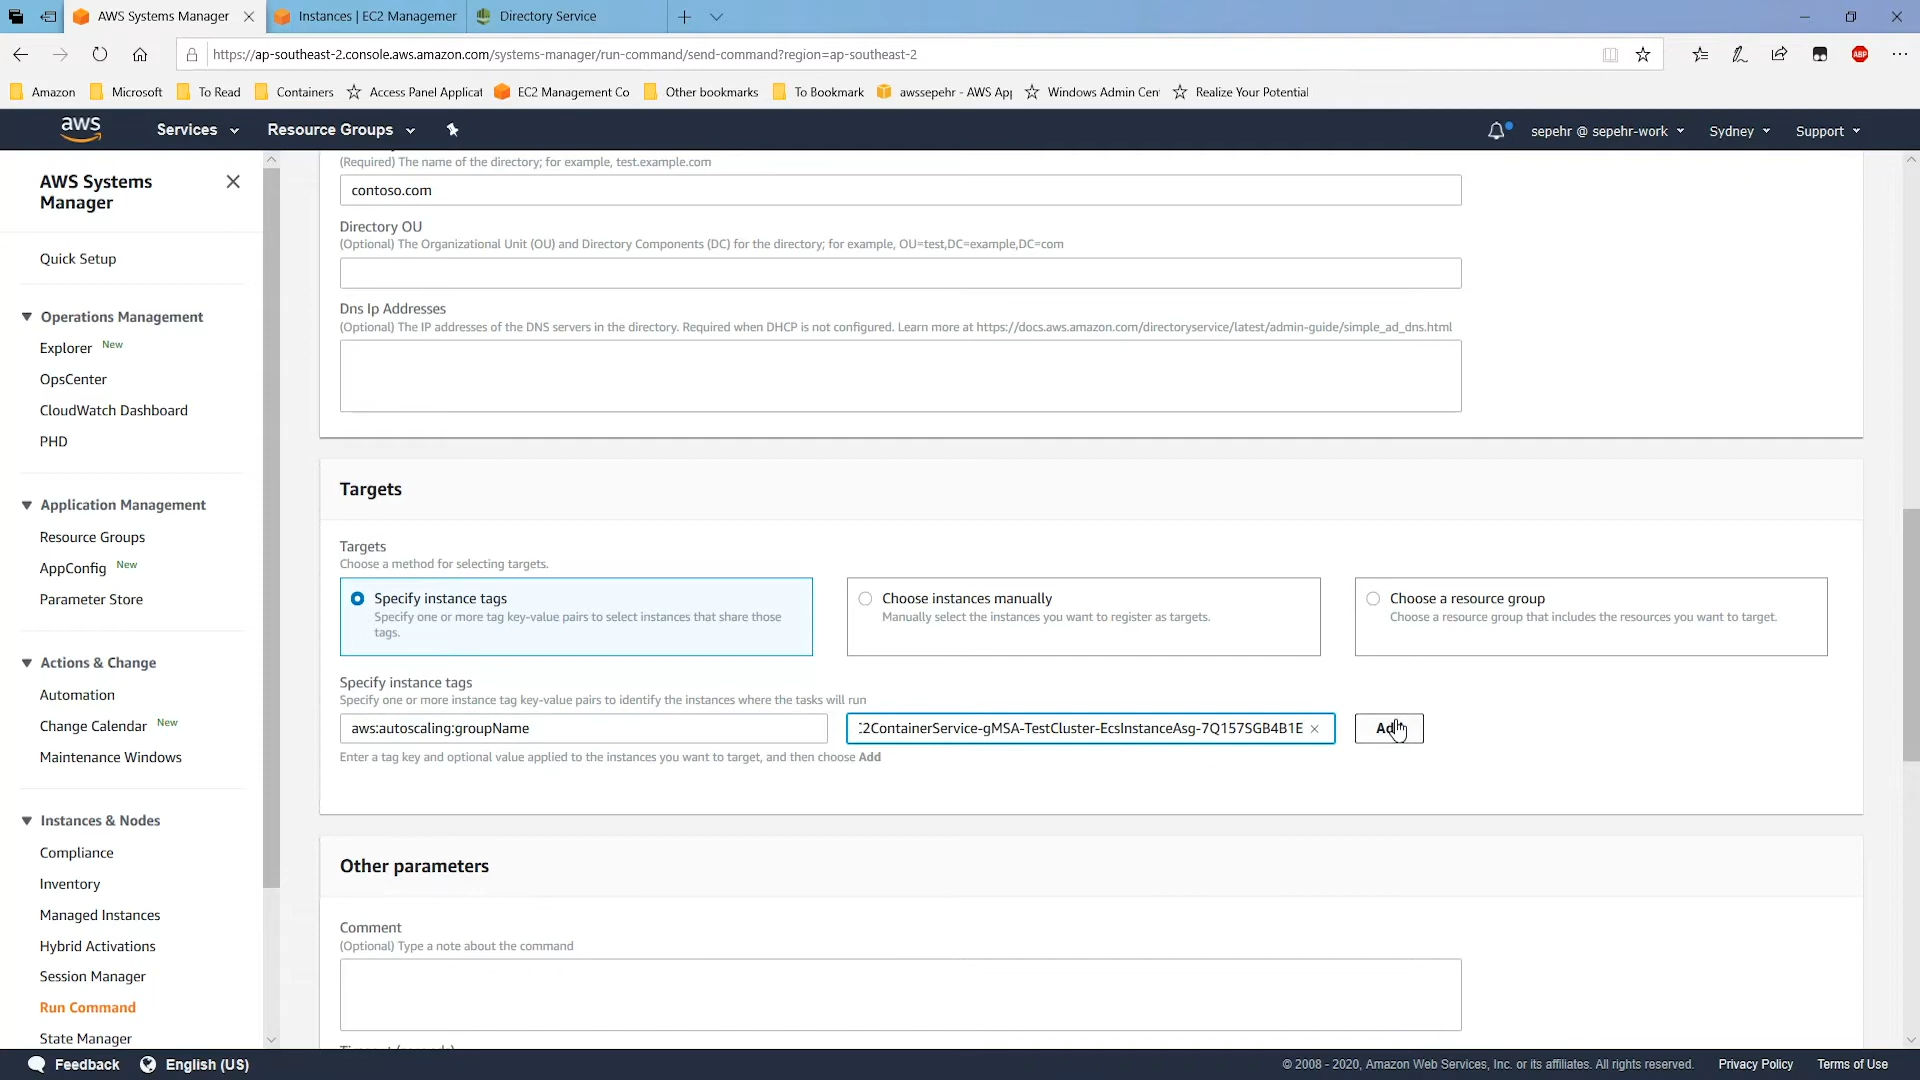 AWS Systems Manager
Instances | EC2 Managemer
Directory Service
https://ap-southeast-2.console.aws.amazon.com/systems-manager/run-command/send-command?region=ap-southeast-2
ABP
Amazon
Microsoft
To Read
Containers
Access Panel Applicat
EC2 Management Co
Other bookmarks
To Bookmark
awssepehr - AWS Ap
Windows Admin Cen
Realize Your Potential
aws
Services
Resource Groups
sepehr @ sepehr-work
Sydney
Support
AWS Systems
Manager
Quick Setup
Operations Management
Explorer New
OpsCenter
CloudWatch Dashboard
PHD
Application Management
Resource Groups
AppConfig New
Parameter Store
Actions & Change
Automation
Change Calendar New
Maintenance Windows
Instances & Nodes
Compliance
Inventory
Managed Instances
Hybrid Activations
Session Manager
Run Command
State Manager
(Required) The name of the directory; for example, test.example.com
contoso.com
Directory OU
(Optional) The Organizational Unit (OU) and Directory Components (DC) for the directory; for example, OU=test,DC=example,DC=com
Dns Ip Addresses
(Optional) The IP addresses of the DNS servers in the directory. Required when DHCP is not configured. Learn more at https://docs.aws.amazon.com/directoryservice/latest/admin-guide/simple_ad_dns.html
Targets
Targets
Choose a method for selecting targets.
Specify instance tags
Specify one or more tag key-value pairs to select instances that share those
tags.
Choose instances manually
Manually select the instances you want to register as targets.
Choose a resource group
Choose a resource group that includes the resources you want to target.
Specify instance tags
Specify one or more instance tag key-value pairs to identify the instances where the tasks will run
aws:autoscaling:groupName
2ContainerService-gMSA-TestCluster-EcsInstanceAsg-7Q157SGB4B1E
Add
Enter a tag key and optional value applied to the instances you want to target, and then choose Add
Other parameters
Comment
(Optional) Type a note about the command
Feedback
English (US)
© 2008 - 2020, Amazon Web Services, Inc. or its affiliates. All rights reserved.
Privacy Policy
Terms of Use